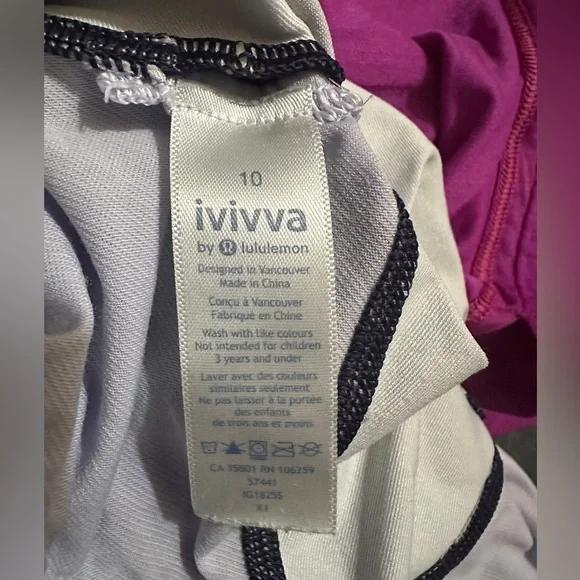 10
ivivva
by lululemon
Designed in Vancouver
Made in China
Conçu à Vancouver
Fabriqué en Chine
Wash with like colours
Not intended for children
3 years and under
Laver avec des couleurs
similaires seulement
Ne pas laisser à la portée
des enfants
de trois ans et moins
CA 35801 RN 106259
57441
IG1825S
XI